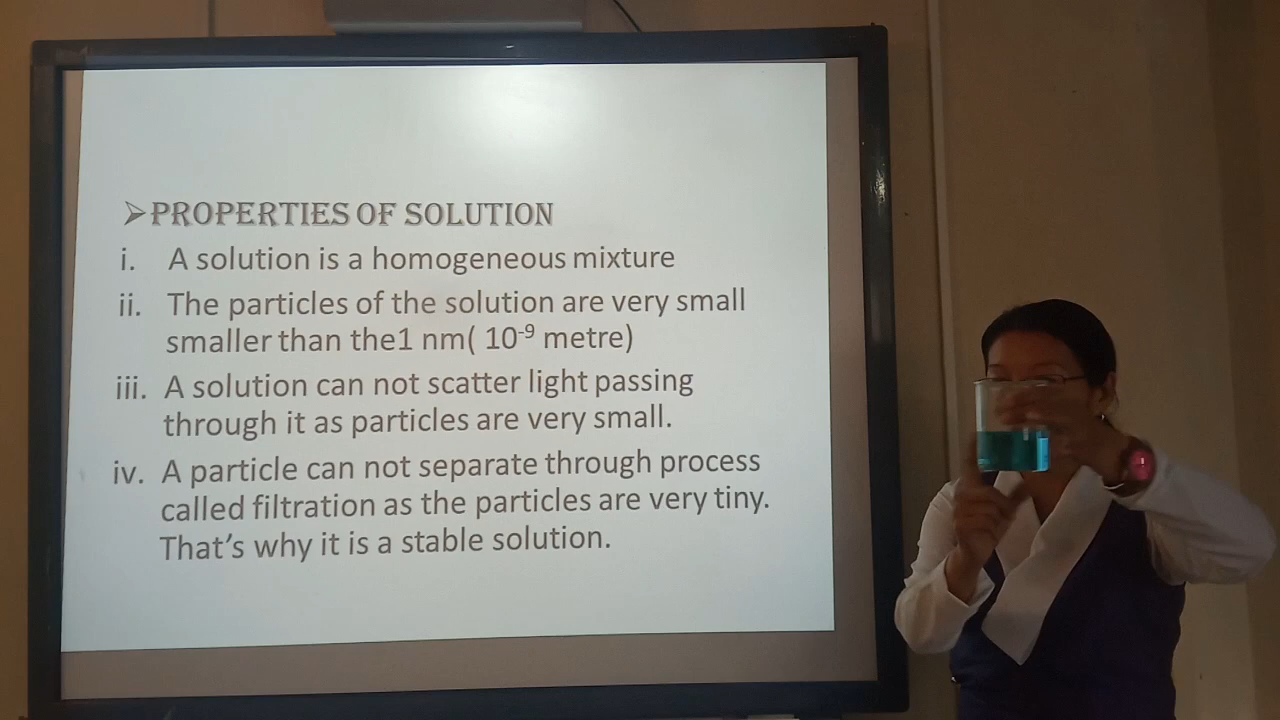 ➢PROPERTIES OF SOLUTION
i. A solution is a homogeneous mixture
ii. The particles of the solution are very small
smaller than the1 nm( 10⁻⁹ metre)
iii. A solution can not scatter light passing
through it as particles are very small.
iv. A particle can not separate through process
called filtration as the particles are very tiny.
That's why it is a stable solution.